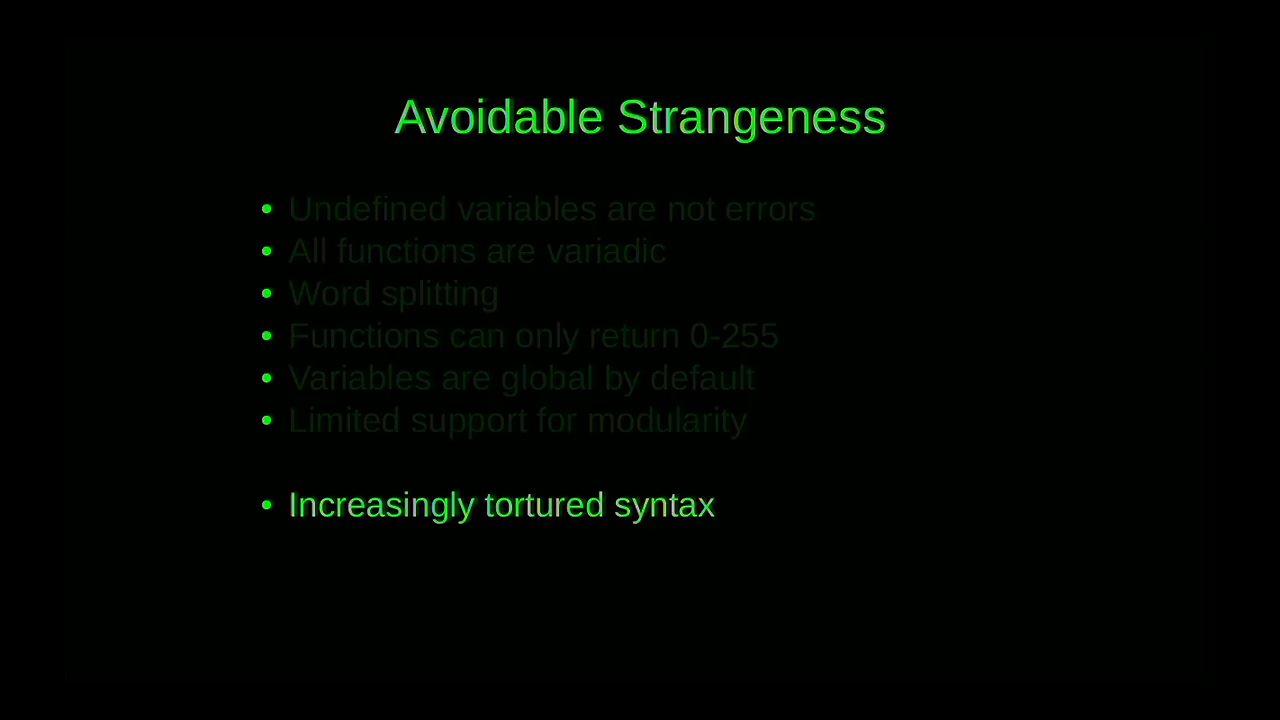 Avoidable Strangeness
• Undefined variables are not errors
• All functions are variadic
• Word splitting
• Functions can only return 0-255
• Variables are global by default
• Limited support for modularity
• Increasingly tortured syntax